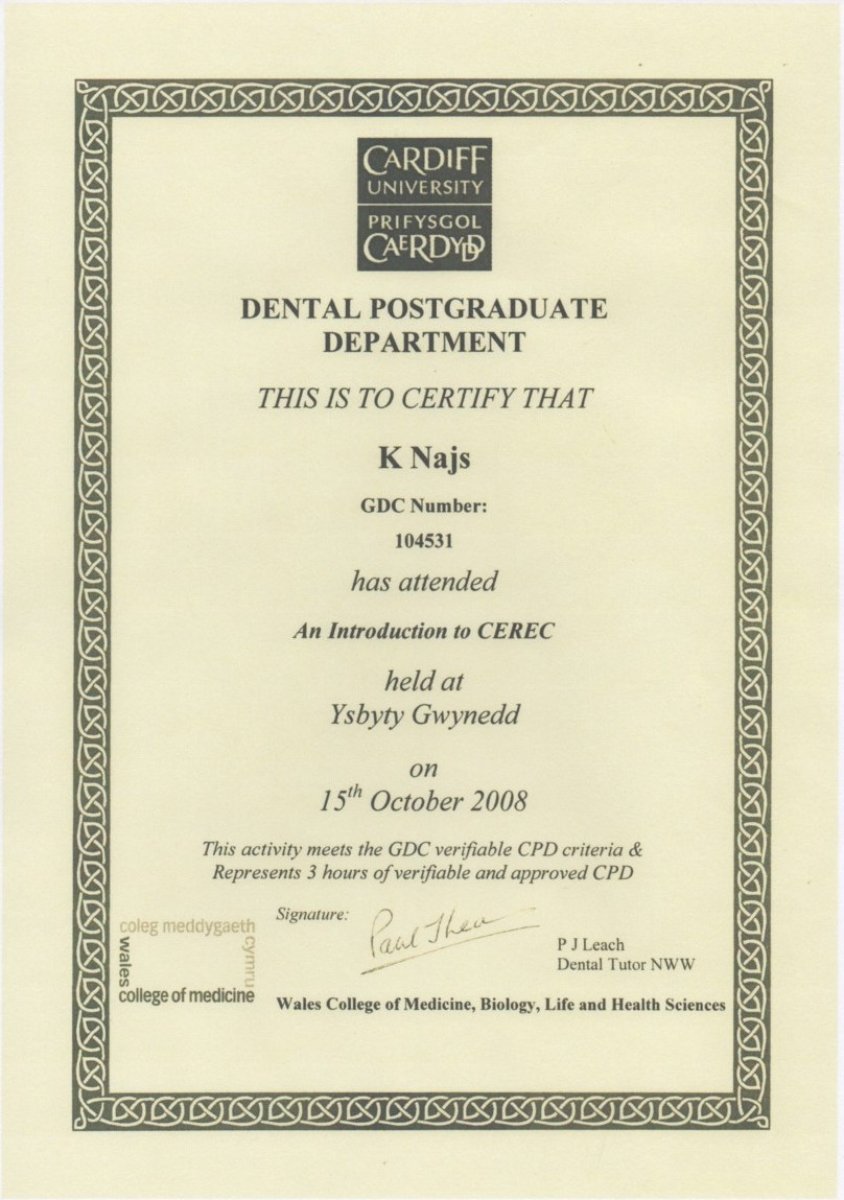 CARDIFF
UNIVERSITY
PRIFYSGOL
CAERDYDD
DENTAL POSTGRADUATE
DEPARTMENT
THIS IS TO CERTIFY THAT
K Najs
GDC Number:
104531
has attended
An Introduction to CEREC
held at
Ysbyty Gwynedd
on
15th October 2008
This activity meets the GDC verifiable CPD criteria &
Represents 3 hours of verifiable and approved CPD
Signature:
Paul
P J Leach
Dental Tutor NWW
coleg meddygaeth
cymru
wales
college of medicine
Wales College of Medicine, Biology, Life and Health Sciences